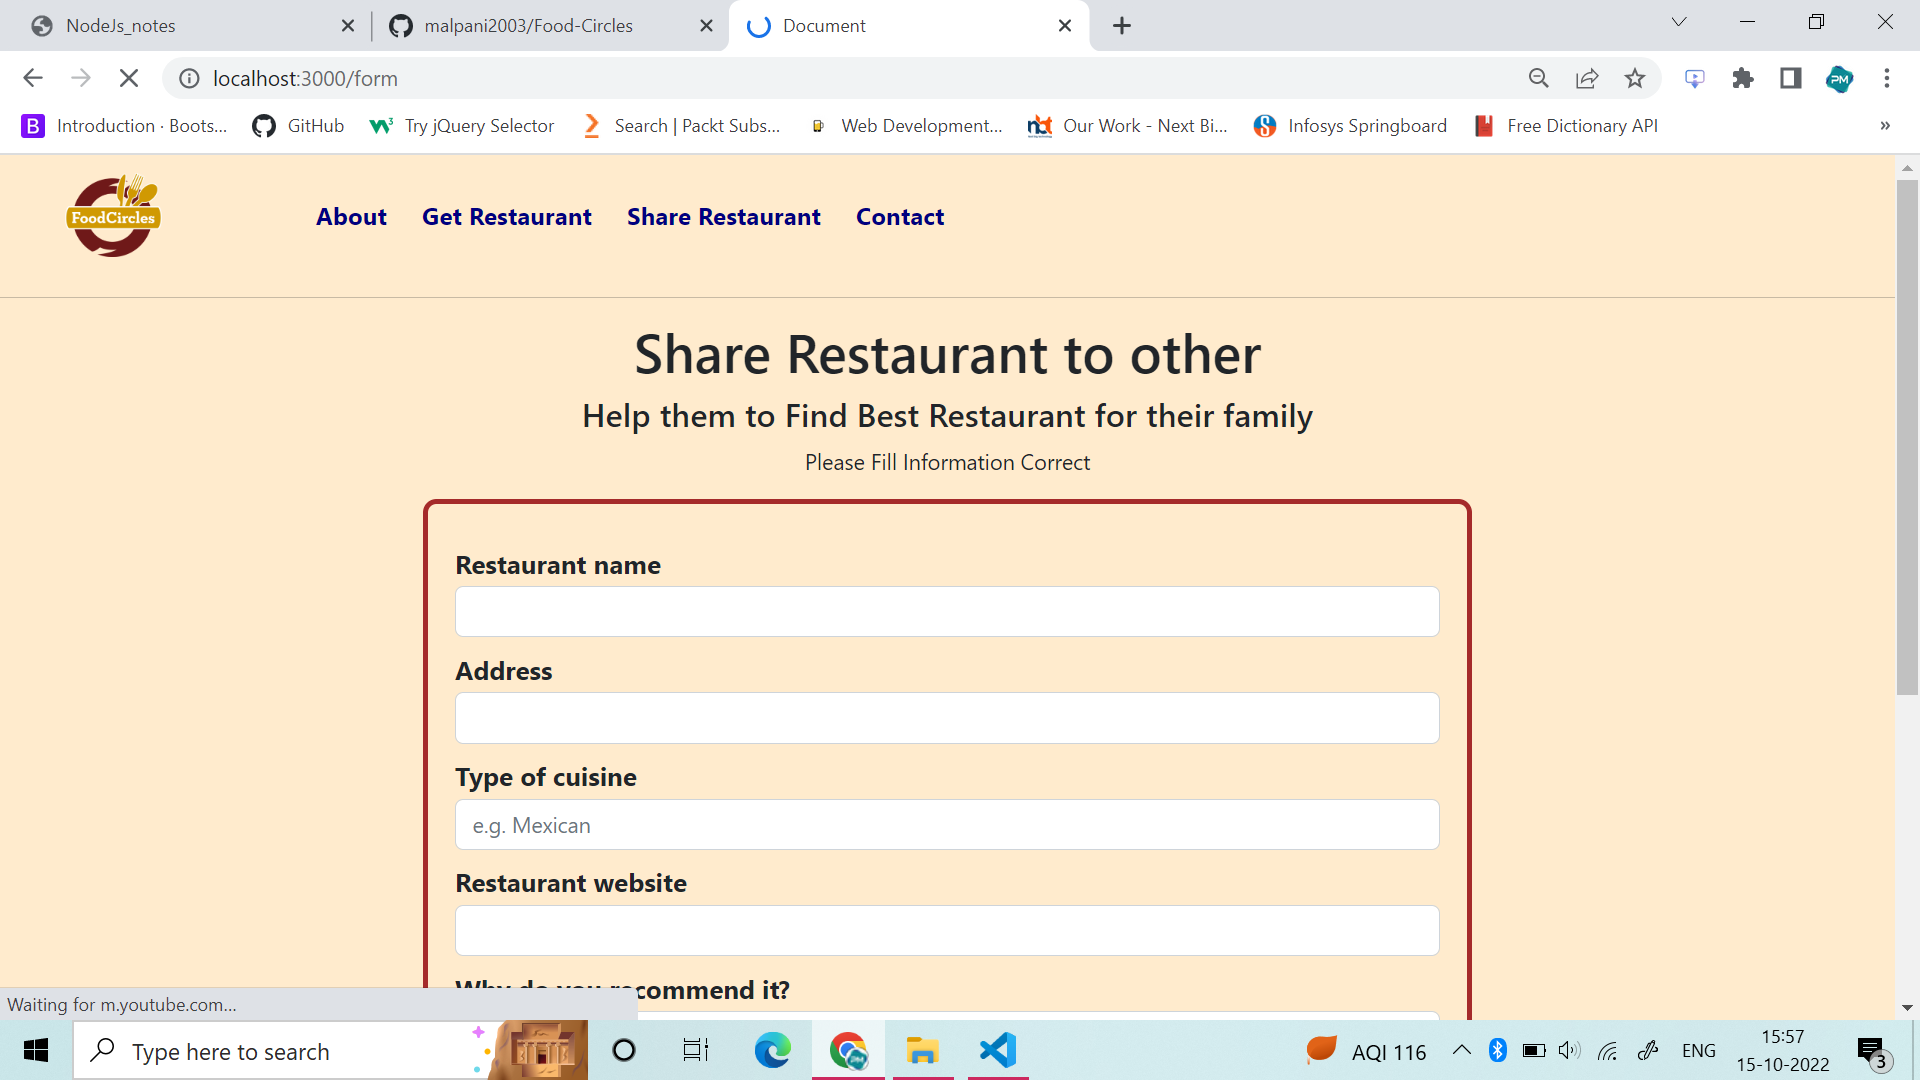 NodeJs_notes
malpani2003/Food-Circles
Document
localhost:3000/form
B Introduction · Boots...
GitHub
Try jQuery Selector
Search | Packt Subs...
Web Development...
Our Work - Next Bi...
Infosys Springboard
Free Dictionary API
»
FoodCircles
About
Get Restaurant
Share Restaurant
Contact
Share Restaurant to other
Help them to Find Best Restaurant for their family
Please Fill Information Correct
Restaurant name
Address
Type of cuisine
e.g. Mexican
Restaurant website
Why do you recommend it?
Waiting for m.youtube.com...
Type here to search
AQI 116
ENG
15:57
15-10-2022
3